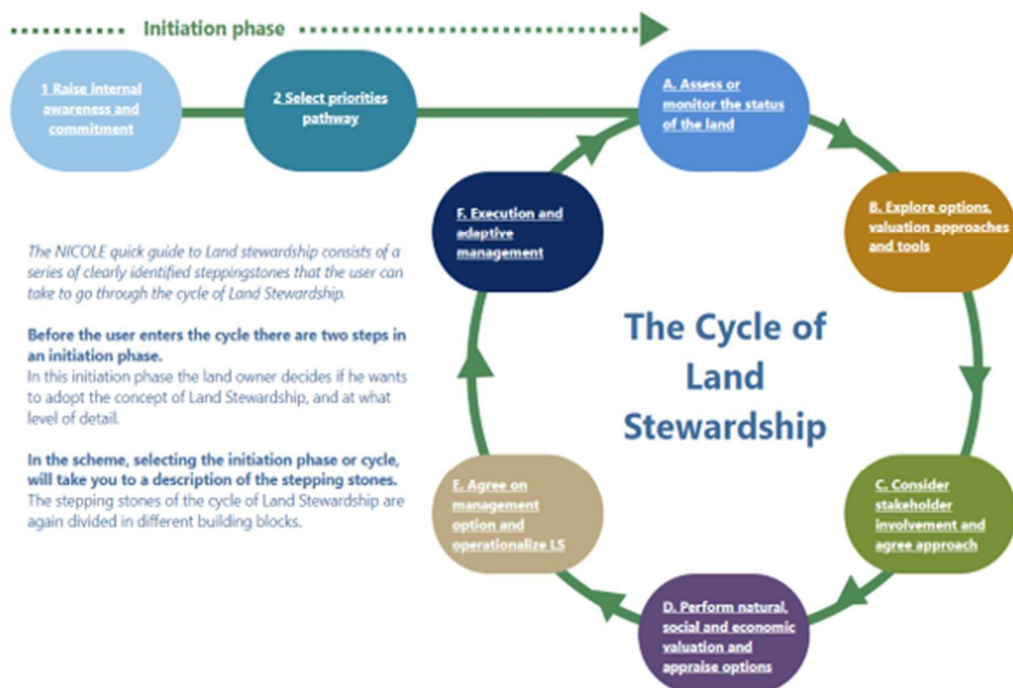 Initiation phase
1 Raise internal
awareness and
commitment
2 Select priorities
pathway
A. Assess or
monitor the status
of the land
F. Execution and
adaptive
management
B. Explore options,
valuation approaches
and tools
The NICOLE quick guide to Land stewardship consists of a
series of clearly identified steppingstones that the user can
take to go through the cycle of Land Stewardship.
Before the user enters the cycle there are two steps in
an initiation phase.
In this initiation phase the land owner decides if he wants
to adopt the concept of Land Stewardship, and at what
level of detail.
In the scheme, selecting the initiation phase or cycle,
will take you to a description of the stepping stones.
The stepping stones of the cycle of Land Stewardship are
again divided in different building blocks.
The Cycle of
Land
Stewardship
E. Agree on
management
option and
operationalize LS
C. Consider
stakeholder
involvement and
agree approach
D. Perform natural,
social and economic
valuation and
appraise options